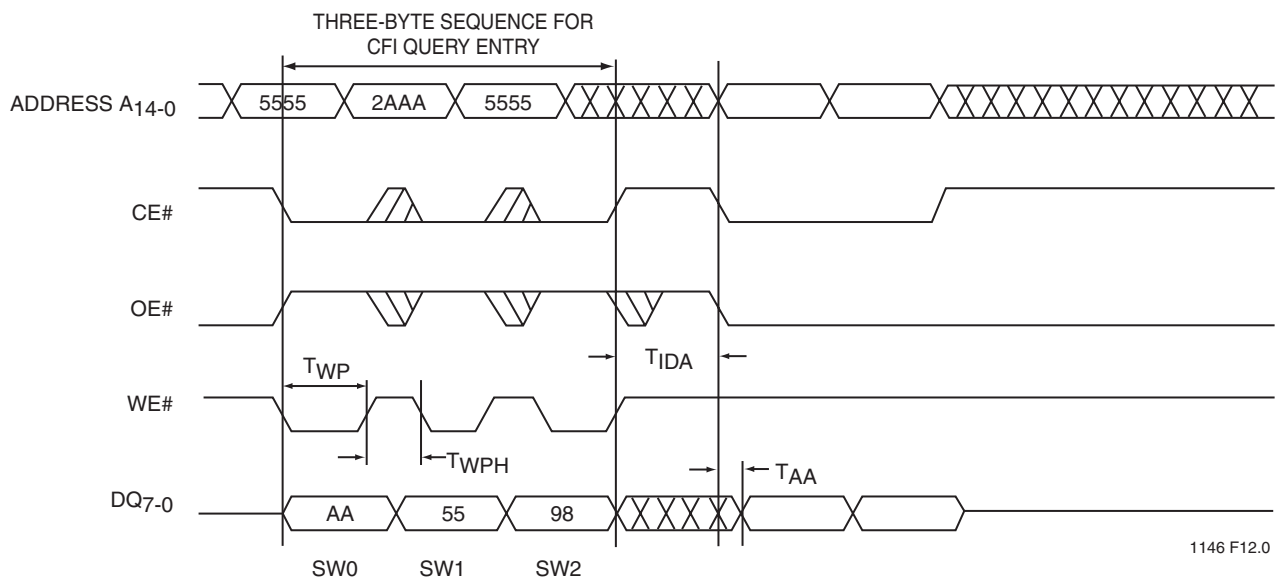 THREE-BYTE SEQUENCE FOR
CFI QUERY ENTRY
ADDRESS A14-0
5555
2AAA
5555
CE#
OE#
TWP
TIDA
WE#
TWPH
TAA
DQ7-0
AA
55
98
SW0
SW1
SW2
1146 F12.0